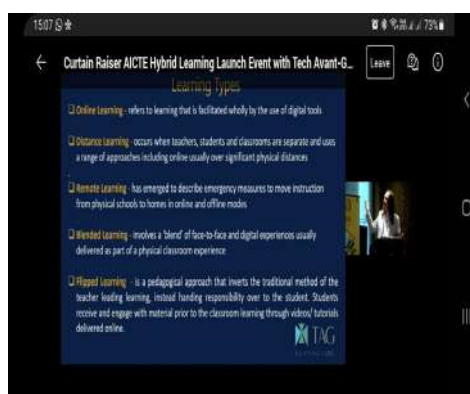 15:07
73%
Curtain Raiser AICTE Hybrid Learning Launch Event with Tech Avant-G...
Leave
Learning Types
Online Learning - refers to learning that is facilitated wholly by the use of digital tools
Distance Learning - occurs when teachers, students and classrooms are separate and uses
a range of approaches including online usually over significant physical distances
Remote Learning - has emerged to describe emergency measures to move instruction
from physical schools to homes in online and offline modes
Blended Learning - involves a 'blend' of face-to-face and digital experiences usually
delivered as part of a physical classroom experience
Flipped Learning - is a pedagogical approach that inverts the traditional method of the
teacher leading learning, instead handing responsibility over to the student. Students
receive and engage with material prior to the classroom learning through videos/ tutorials
delivered online.
TAG